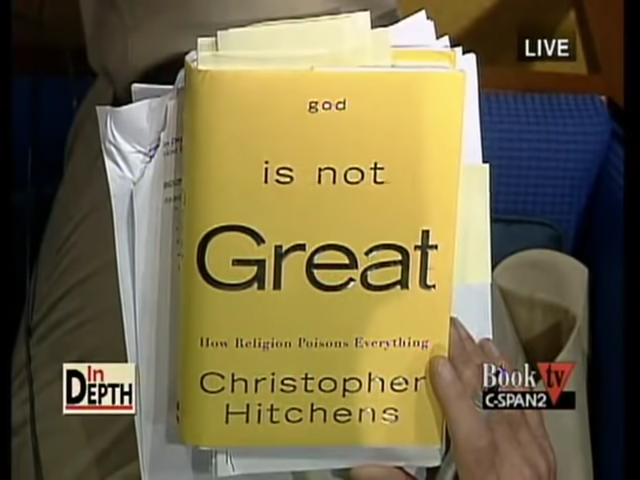 LIVE
god
is not
Great
How Religion Poisons Everything
Christopher
Hitchens
In
DEPTH
Book tv
C-SPAN2